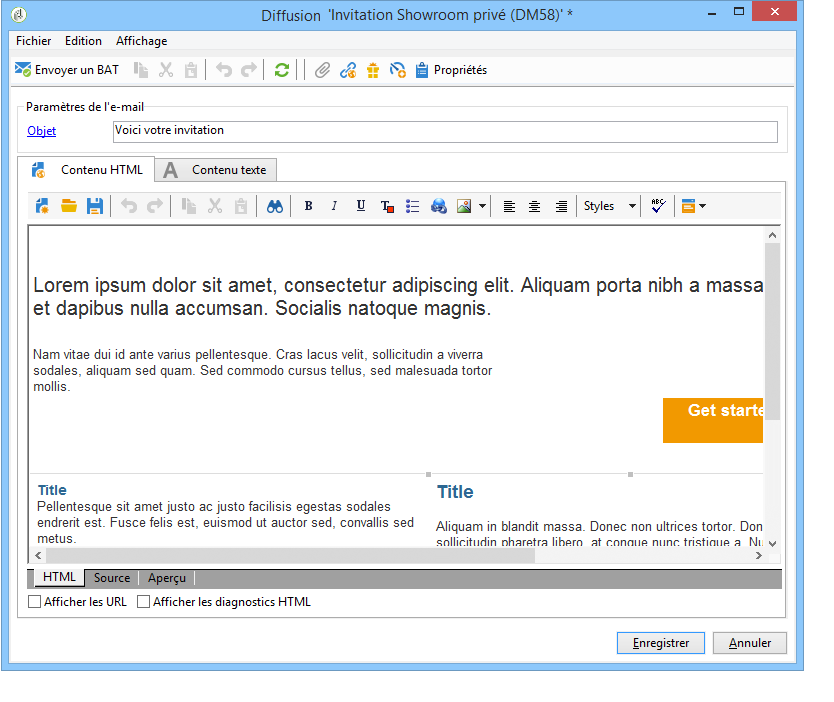 Diffusion 'Invitation Showroom privé (DM58)' *
Fichier Edition Affichage
Envoyer un BAT Propriétés
Paramètres de l'e-mail
Objet Voici votre invitation
Contenu HTML A Contenu texte
B I U T Styles ABC
Lorem ipsum dolor sit amet, consectetur adipiscing elit. Aliquam porta nibh a massa
et dapibus nulla accumsan. Socialis natoque magnis.
Nam vitae dui id ante varius pellentesque. Cras lacus velit, sollicitudin a viverra
sodales, aliquam sed quam. Sed commodo cursus tellus, sed malesuada tortor
mollis.
Get starte
Title
Pellentesque sit amet justo ac justo facilisis egestas sodales
endrerit est. Fusce felis est, euismod ut auctor sed, convallis sed
metus.
Title
Aliquam in blandit massa. Donec non ultrices tortor. Don
sollicitudin pharetra libero, at congue nunc tristique a. Nu
HTML Source Aperçu
Afficher les URL Afficher les diagnostics HTML
Enregistrer Annuler